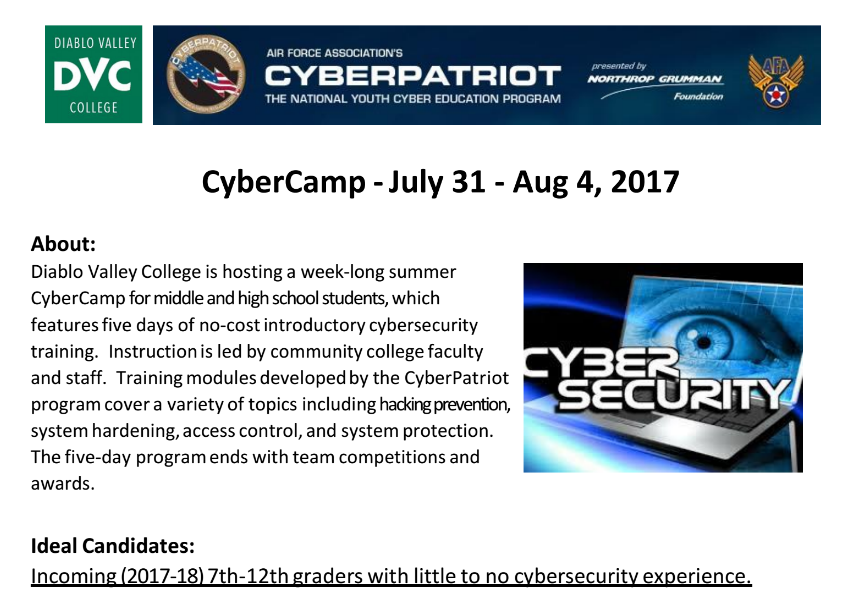 DIABLO VALLEY
DVC
COLLEGE
CYBERPATRIOT
AIR FORCE ASSOCIATION'S
CYBERPATRIOT
THE NATIONAL YOUTH CYBER EDUCATION PROGRAM
presented by
NORTHROP GRUMMAN
Foundation
AFA
CyberCamp - July 31 - Aug 4, 2017
About:
Diablo Valley College is hosting a week-long summer
CyberCamp for middle and high school students, which
features five days of no-cost introductory cybersecurity
training. Instruction is led by community college faculty
and staff. Training modules developed by the CyberPatriot
program cover a variety of topics including hacking prevention,
system hardening, access control, and system protection.
The five-day program ends with team competitions and
awards.
CYBER
SECURITY
Ideal Candidates:
Incoming (2017-18) 7th-12th graders with little to no cybersecurity experience.